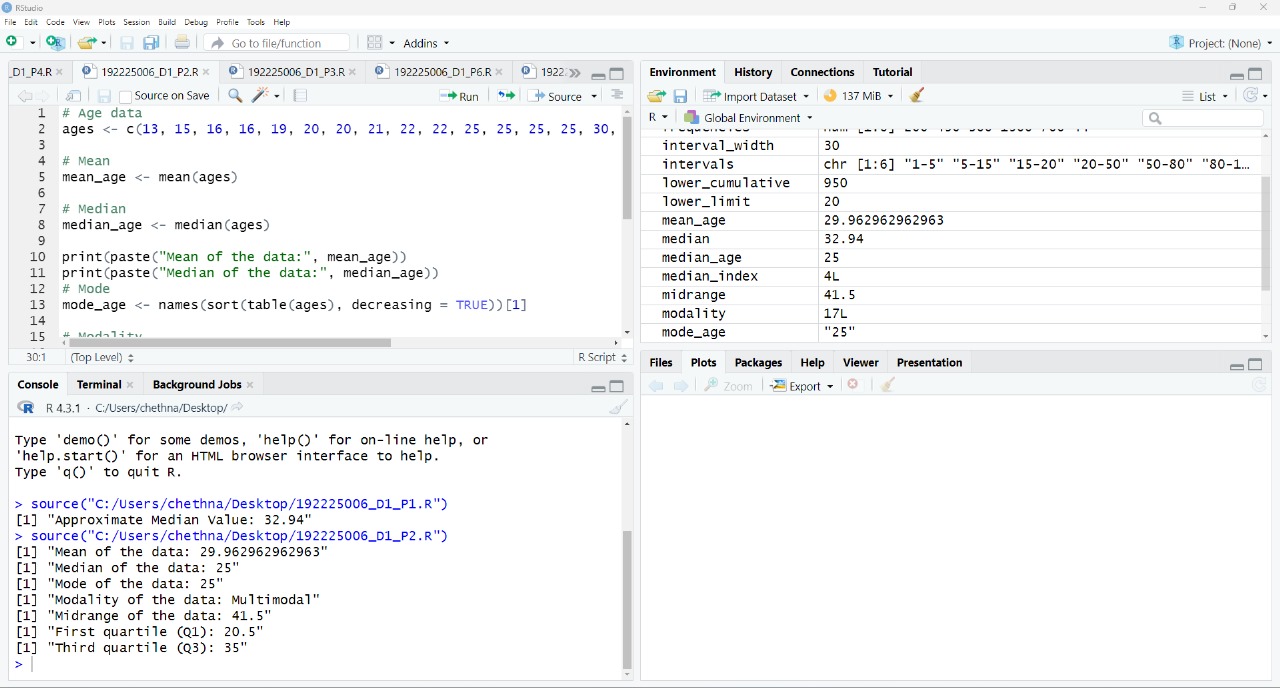 RStudio
File Edit Code View Plots Session Build Debug Profile Tools Help
Go to file/function Addins Project: (None)
_D1_P4.R 192225006_D1_P2.R 192225006_D1_P3.R 192225006_D1_P6.R 1922
Source on Save Run Source
1 # Age data
2 ages <- c(13, 15, 16, 16, 19, 20, 20, 21, 22, 22, 25, 25, 25, 25, 30,
3
4 # Mean
5 mean_age <- mean(ages)
6
7 # Median
8 median_age <- median(ages)
9
10 print(paste("Mean of the data:", mean_age))
11 print(paste("Median of the data:", median_age))
12 # Mode
13 mode_age <- names(sort(table(ages), decreasing = TRUE))[1]
14
15 # Modality
30:1 (Top Level) R Script
Console Terminal Background Jobs
R 4.3.1 · C:/Users/chethna/Desktop/
Type 'demo()' for some demos, 'help()' for on-line help, or
'help.start()' for an HTML browser interface to help.
Type 'q()' to quit R.
> source("C:/Users/chethna/Desktop/192225006_D1_P1.R")
[1] "Approximate Median Value: 32.94"
> source("C:/Users/chethna/Desktop/192225006_D1_P2.R")
[1] "Mean of the data: 29.962962962963"
[1] "Median of the data: 25"
[1] "Mode of the data: 25"
[1] "Modality of the data: Multimodal"
[1] "Midrange of the data: 41.5"
[1] "First quartile (Q1): 20.5"
[1] "Third quartile (Q3): 35"
>
Environment History Connections Tutorial
Import Dataset 137 MiB List
R Global Environment
interval_width 30
intervals chr [1:6] "1-5" "5-15" "15-20" "20-50" "50-80" "80-1...
lower_cumulative 950
lower_limit 20
mean_age 29.962962962963
median 32.94
median_age 25
median_index 4L
midrange 41.5
modality 17L
mode_age "25"
Files Plots Packages Help Viewer Presentation
Zoom Export